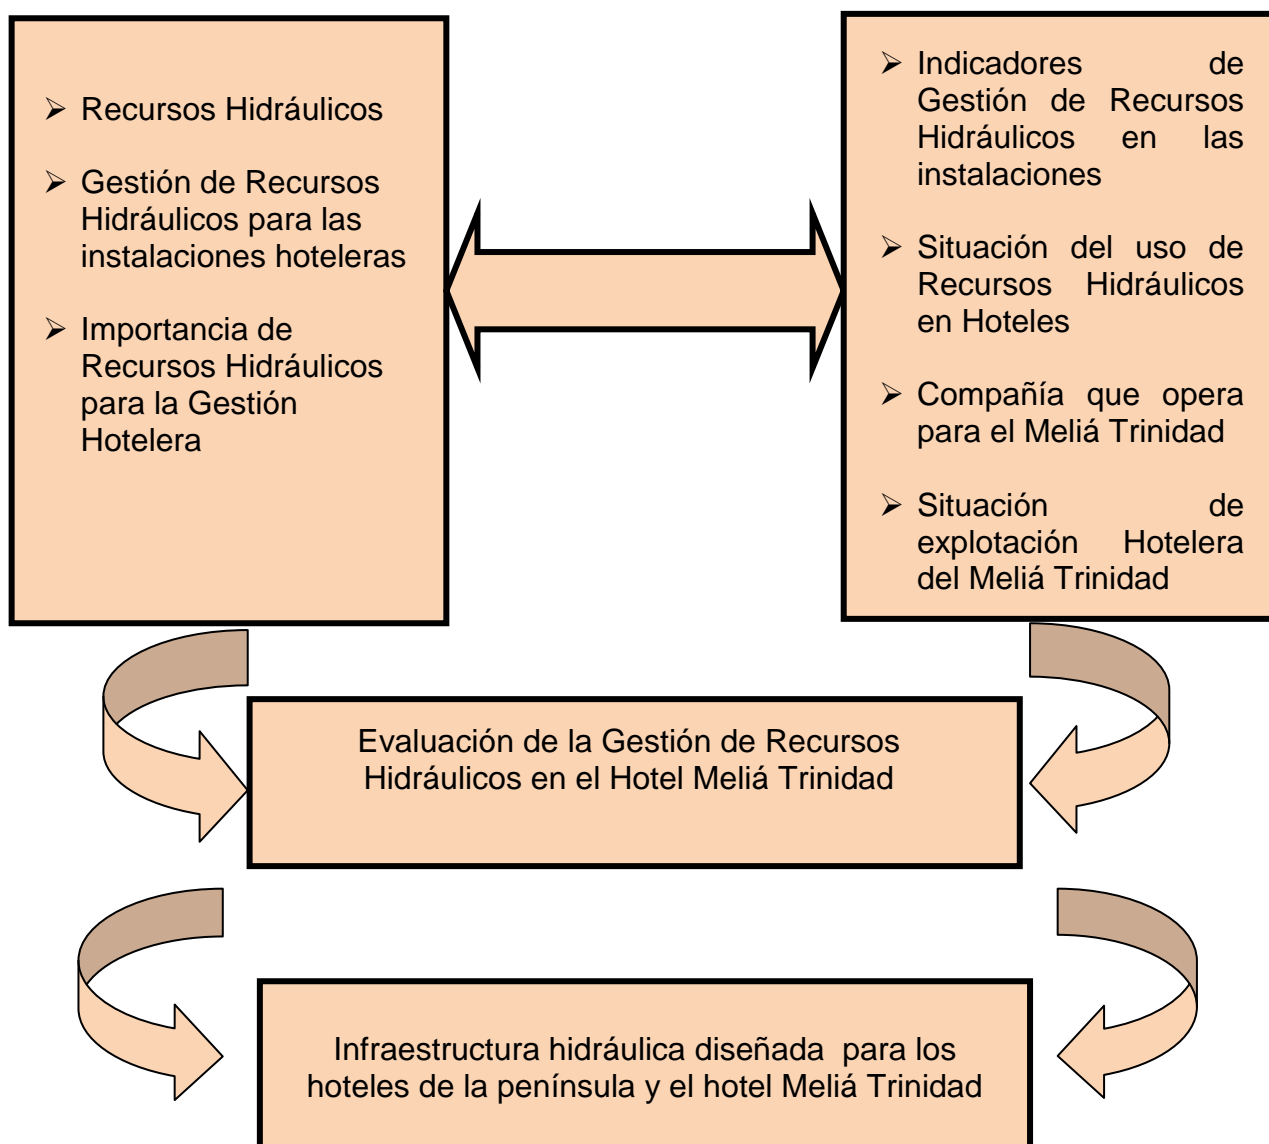 ➢ Recursos Hidráulicos
➢ Gestión de Recursos
Hidráulicos para las
instalaciones hoteleras
➢ Importancia de
Recursos Hidráulicos
para la Gestión
Hotelera
➢ Indicadores de
Gestión de Recursos
Hidráulicos en las
instalaciones
➢ Situación del uso de
Recursos Hidráulicos
en Hoteles
➢ Compañía que opera
para el Meliá Trinidad
➢ Situación de
explotación Hotelera
del Meliá Trinidad
Evaluación de la Gestión de Recursos
Hidráulicos en el Hotel Meliá Trinidad
Infraestructura hidráulica diseñada para los
hoteles de la península y el hotel Meliá Trinidad